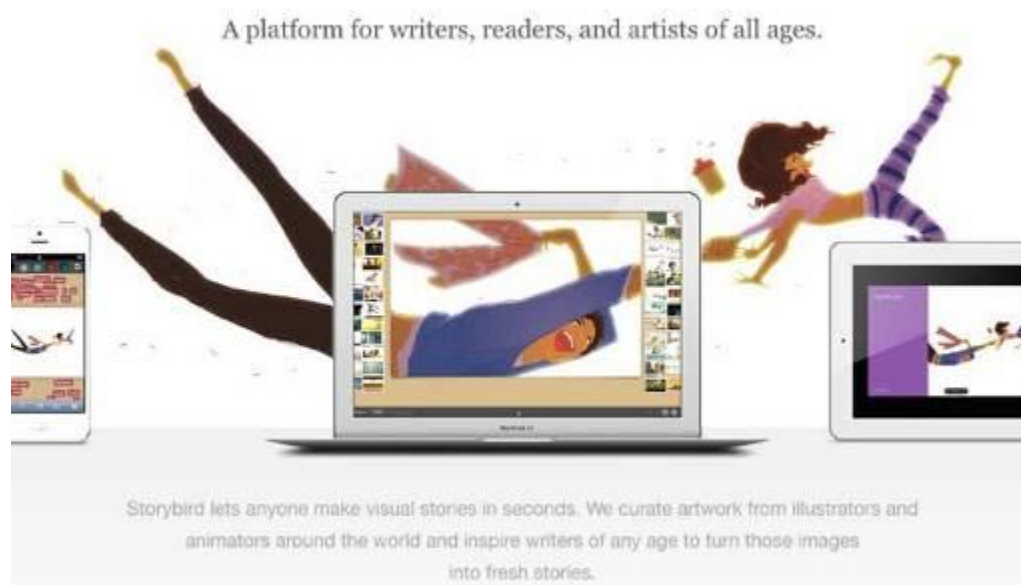 A platform for writers, readers, and artists of all ages.
Storybird lets anyone make visual stories in seconds. We curate artwork from illustrators and
animators around the world and inspire writers of any age to turn those images
into fresh stories.